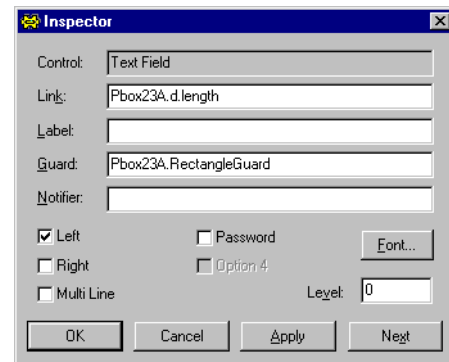 Inspector
Control: Text Field
Link: Pbox23A.d.length
Label:
Guard: Pbox23A.RectangleGuard
Notifier:
Left Password Font...
Right Option 4
Multi Line Level: 0
OK Cancel Apply Next